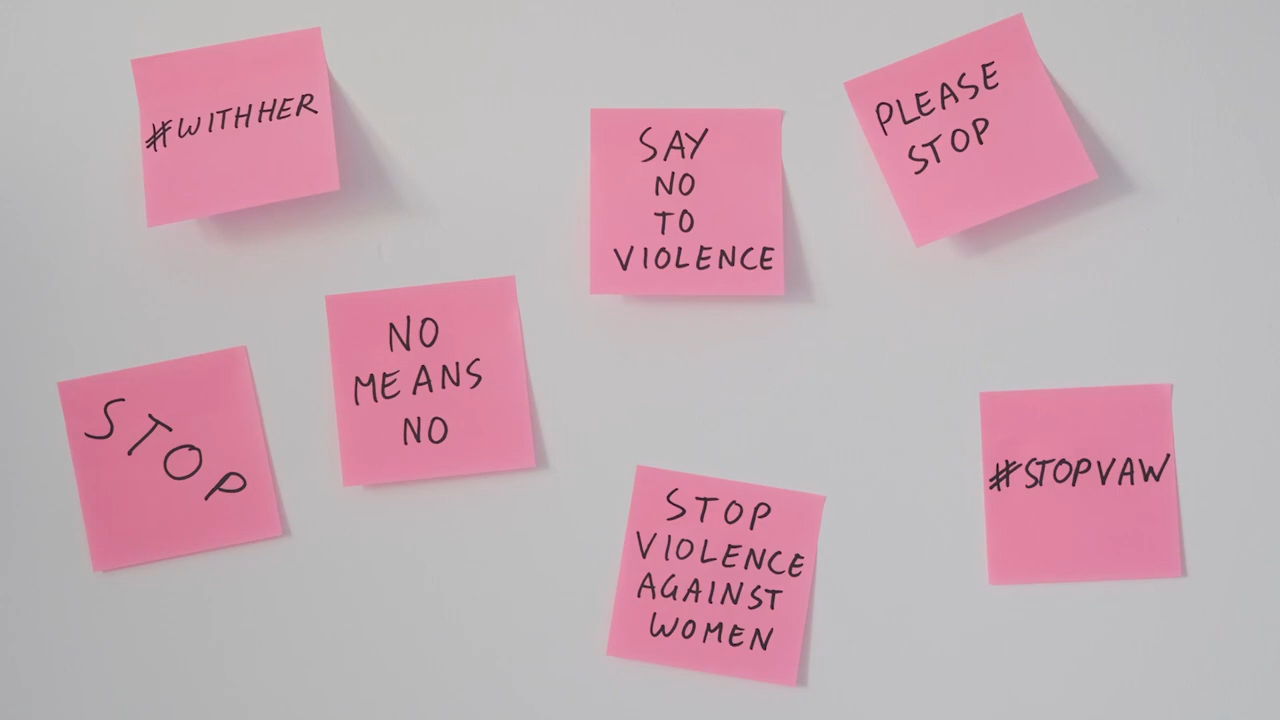 #WITHHER
SAY
NO
TO
VIOLENCE
PLEASE
STOP
STOP
NO
MEANS
NO
STOP
VIOLENCE
AGAINST
WOMEN
#STOPVAW